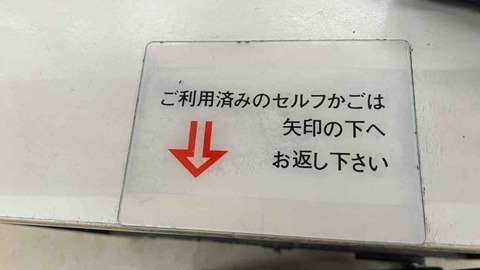 ご利用済みのセルフかごは
矢印の下へ
お返し下さい